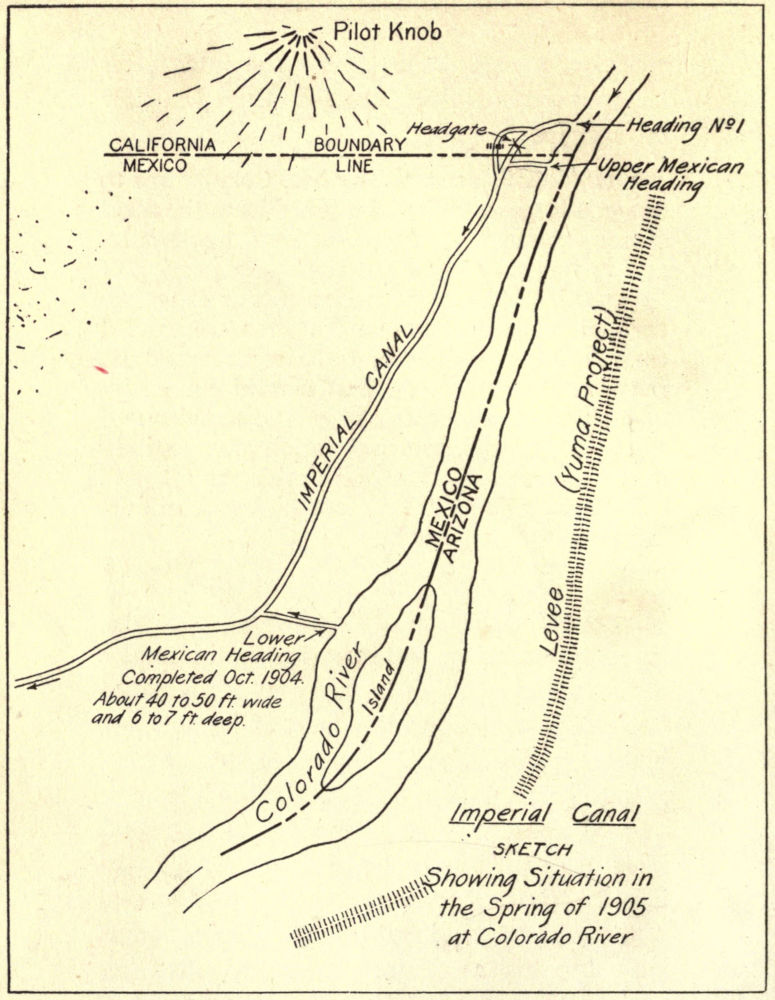 Pilot Knob
Headgate
Heading Nº1
CALIFORNIA BOUNDARY
MEXICO LINE
Upper Mexican
Heading
IMPERIAL CANAL
(Yuma Project)
MEXICO
ARIZONA
Levee
Lower
Mexican Heading
Completed Oct. 1904.
About 40 to 50 ft. wide
and 6 to 7 ft. deep.
Colorado River
Island
Imperial Canal
SKETCH
Showing Situation in
the Spring of 1905
at Colorado River